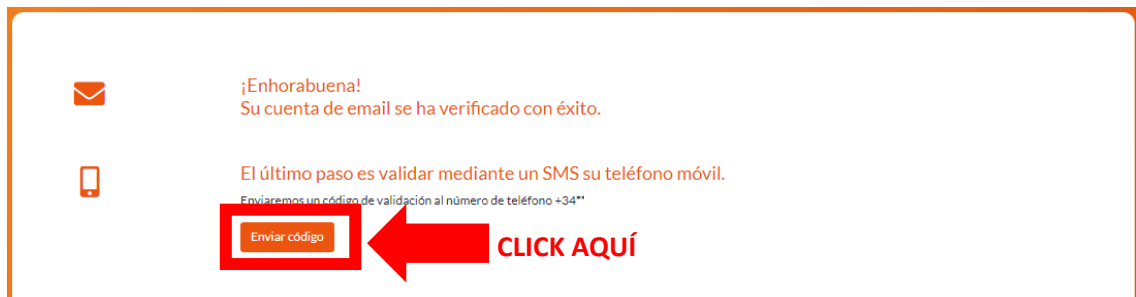 ¡Enhorabuena!
Su cuenta de email se ha verificado con éxito.
El último paso es validar mediante un SMS su teléfono móvil.
Enviaremos un código de validación al número de teléfono +34**
Enviar código
CLICK AQUÍ